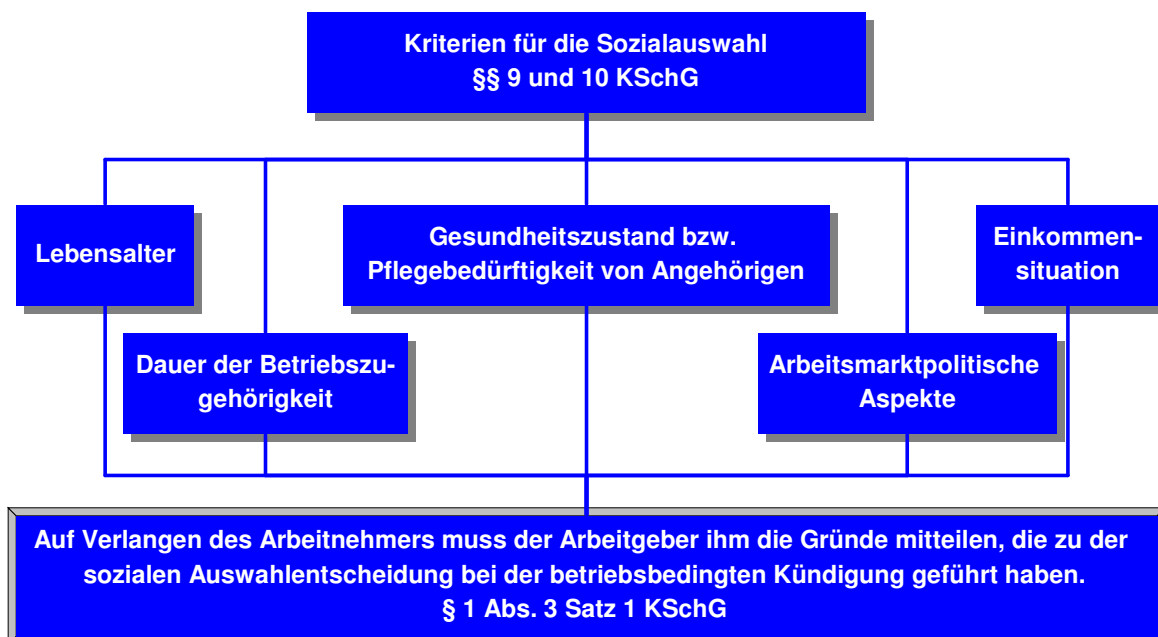 Kriterien für die Sozialauswahl
§§ 9 und 10 KSchG
Lebensalter
Gesundheitszustand bzw.
Pflegebedürftigkeit von Angehörigen
Einkommen-
situation
Dauer der Betriebszu-
gehörigkeit
Arbeitsmarktpolitische
Aspekte
Auf Verlangen des Arbeitnehmers muss der Arbeitgeber ihm die Gründe mitteilen, die zu der
sozialen Auswahlentscheidung bei der betriebsbedingten Kündigung geführt haben.
§ 1 Abs. 3 Satz 1 KSchG